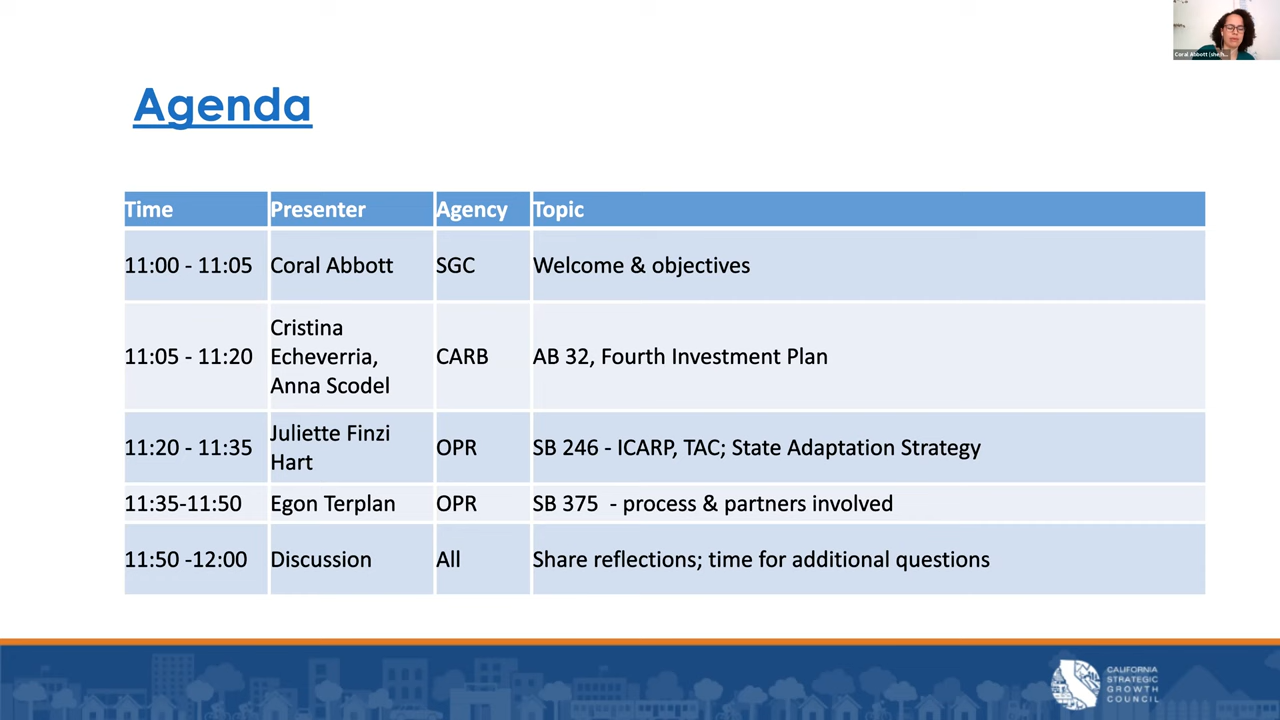 Coral Abbott (she/h...
Agenda
Time Presenter Agency Topic
11:00 - 11:05 Coral Abbott SGC Welcome & objectives
11:05 - 11:20 Cristina Echeverria, Anna Scodel CARB AB 32, Fourth Investment Plan
11:20 - 11:35 Juliette Finzi Hart OPR SB 246 - ICARP, TAC; State Adaptation Strategy
11:35-11:50 Egon Terplan OPR SB 375 - process & partners involved
11:50 -12:00 Discussion All Share reflections; time for additional questions
CALIFORNIA
STRATEGIC
GROWTH
COUNCIL